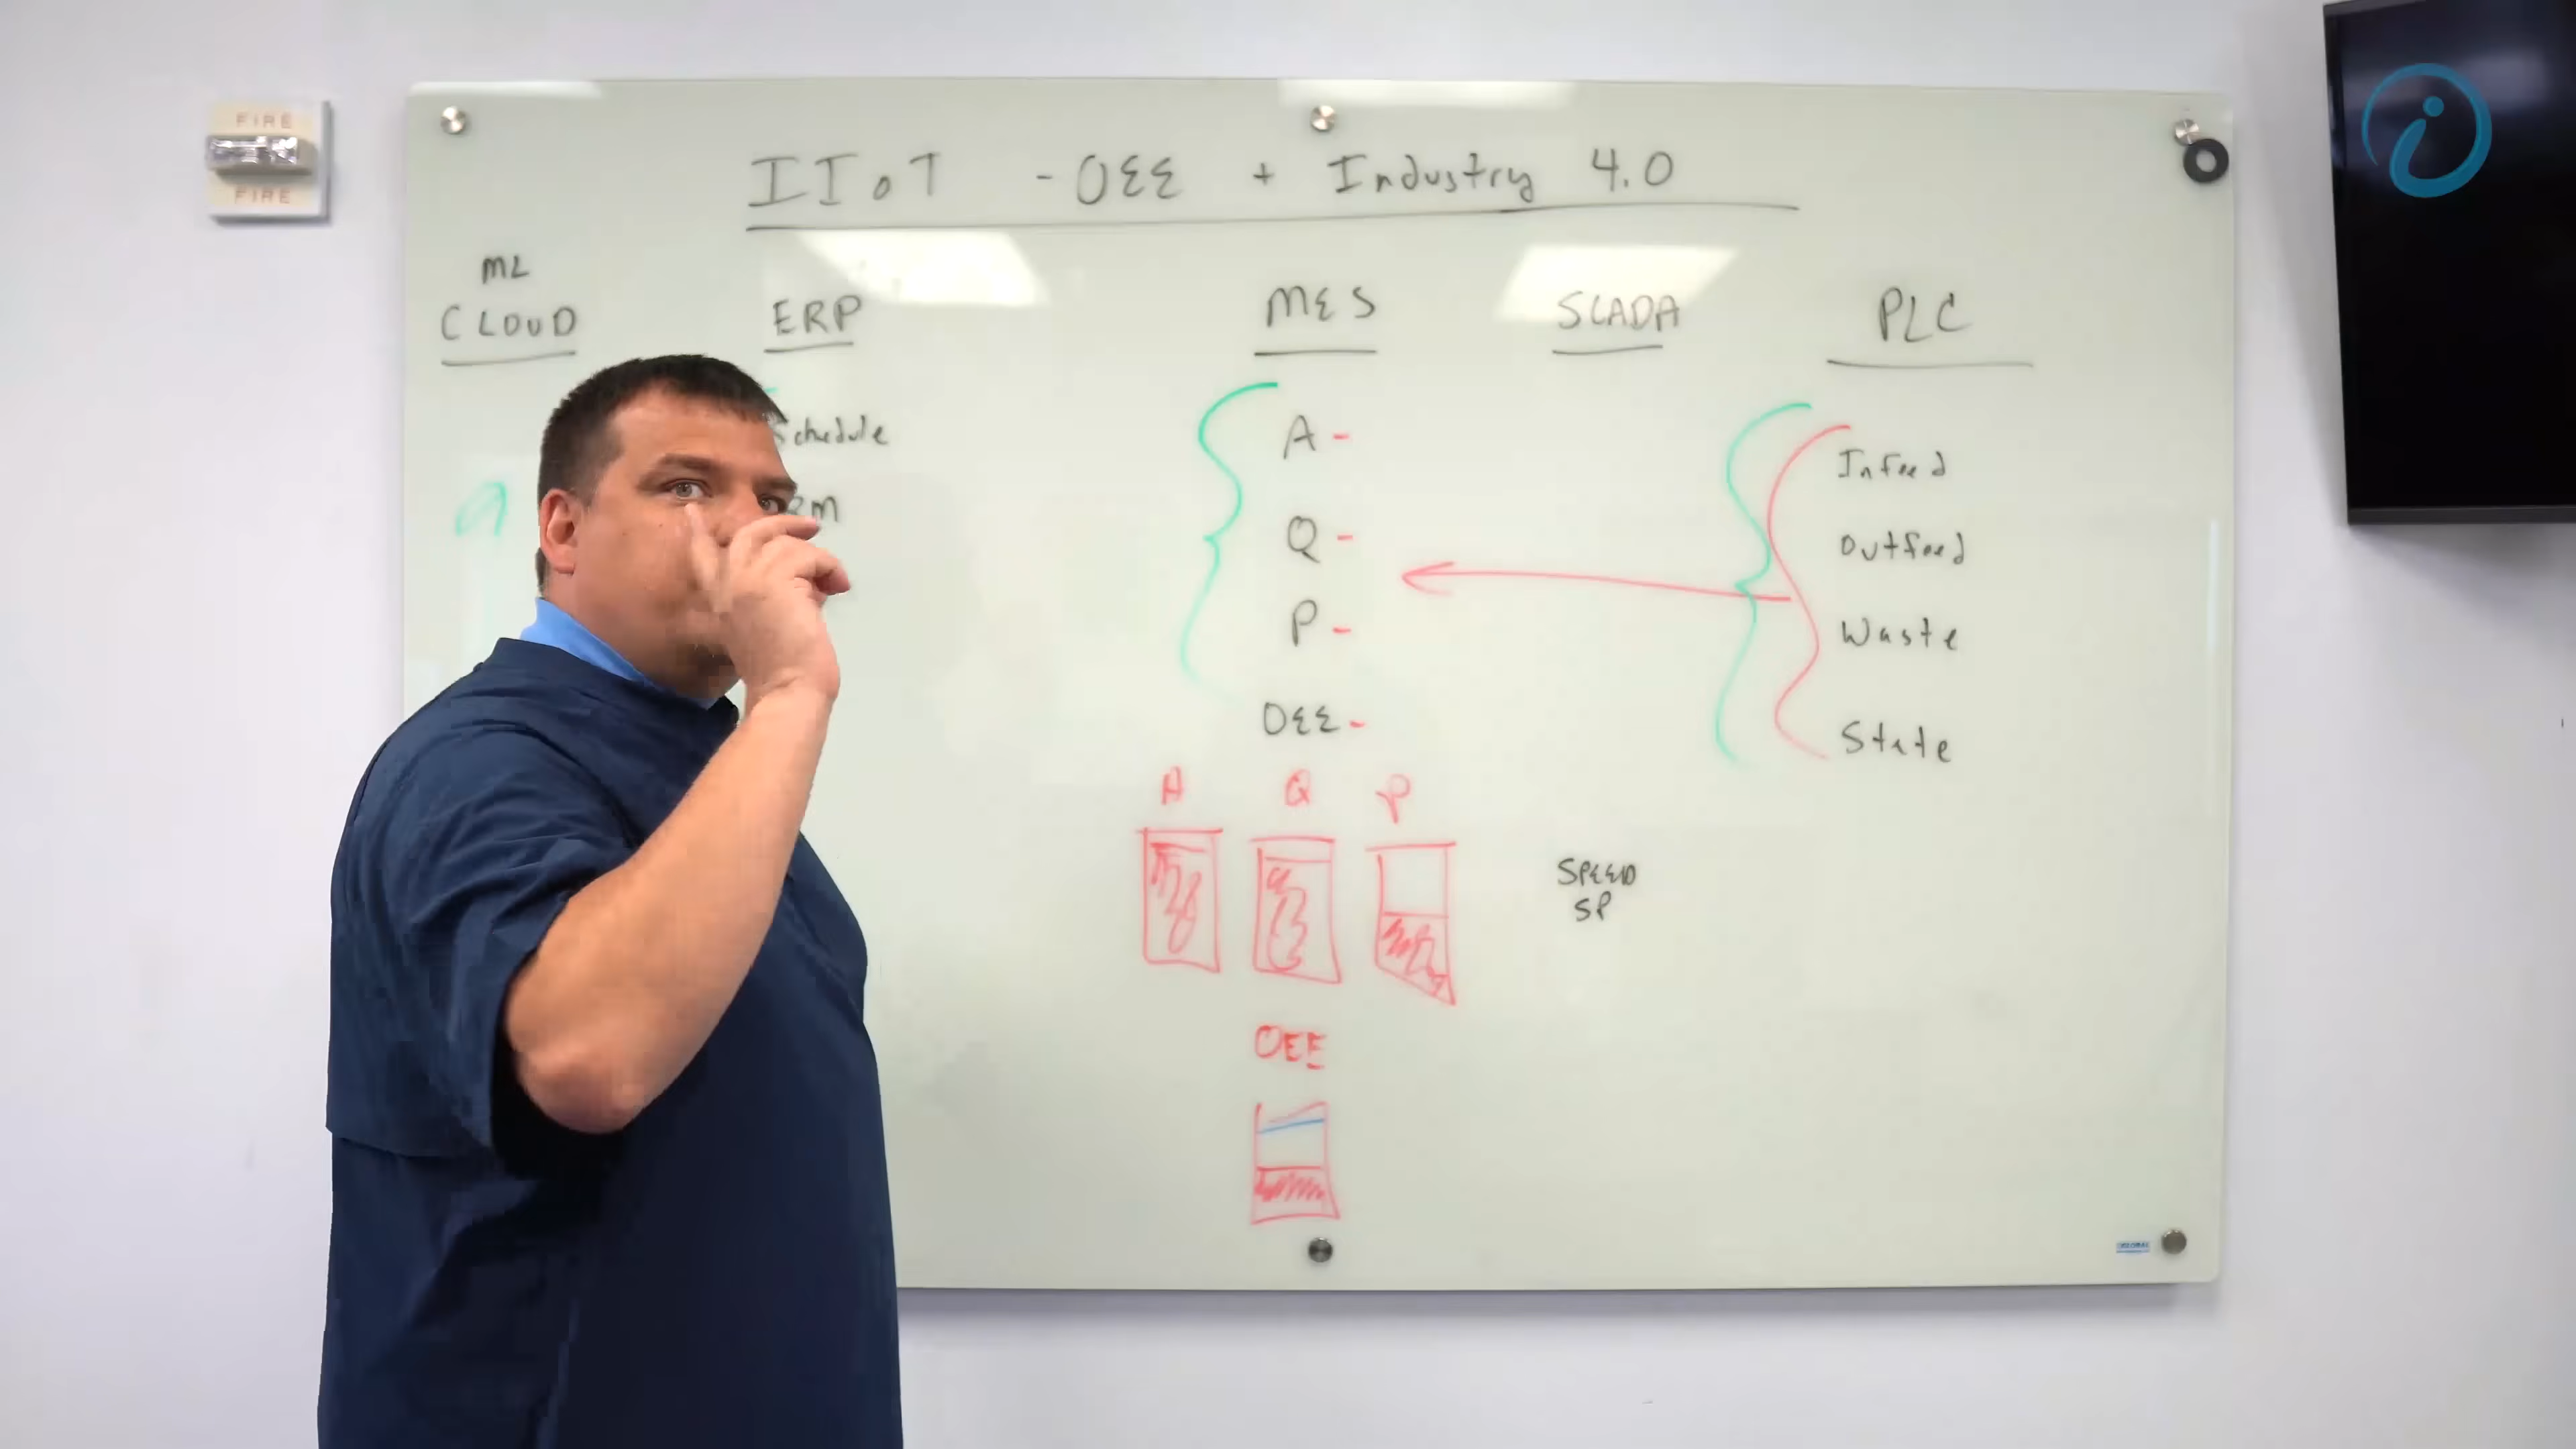 FIRE
FIRE
IIoT - OEE + Industry 4.0
ML
CLOUD
ERP
MES
SCADA
PLC
Schedule
A -
Q -
P -
OEE -
Infeed
Outfeed
Waste
State
A Q P
SPEED
SP
OEE
GLOBAL